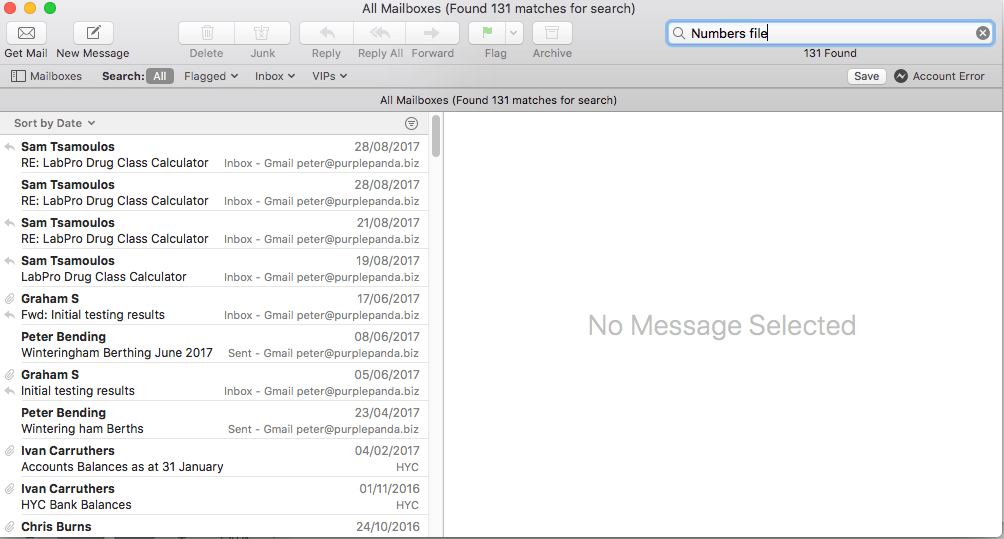 All Mailboxes (Found 131 matches for search)
Numbers file
Get Mail New Message Delete Junk Reply Reply All Forward Flag Archive 131 Found
Mailboxes Search: All Flagged Inbox VIPs Save Account Error
All Mailboxes (Found 131 matches for search)
Sort by Date
Sam Tsamoulos 28/08/2017
RE: LabPro Drug Class Calculator Inbox - Gmail peter@purplepanda.biz
Sam Tsamoulos 28/08/2017
RE: LabPro Drug Class Calculator Inbox - Gmail peter@purplepanda.biz
Sam Tsamoulos 21/08/2017
RE: LabPro Drug Class Calculator Inbox - Gmail peter@purplepanda.biz
Sam Tsamoulos 19/08/2017
LabPro Drug Class Calculator Inbox - Gmail peter@purplepanda.biz
Graham S 17/06/2017
Fwd: Initial testing results Inbox - Gmail peter@purplepanda.biz
Peter Bending 08/06/2017
Winteringham Berthing June 2017 Sent - Gmail peter@purplepanda.biz
Graham S 05/06/2017
Initial testing results Inbox - Gmail peter@purplepanda.biz
Peter Bending 23/04/2017
Wintering ham Berths Sent - Gmail peter@purplepanda.biz
Ivan Carruthers 04/02/2017
Accounts Balances as at 31 January HYC
Ivan Carruthers 01/11/2016
HYC Bank Balances HYC
Chris Burns 24/10/2016
No Message Selected